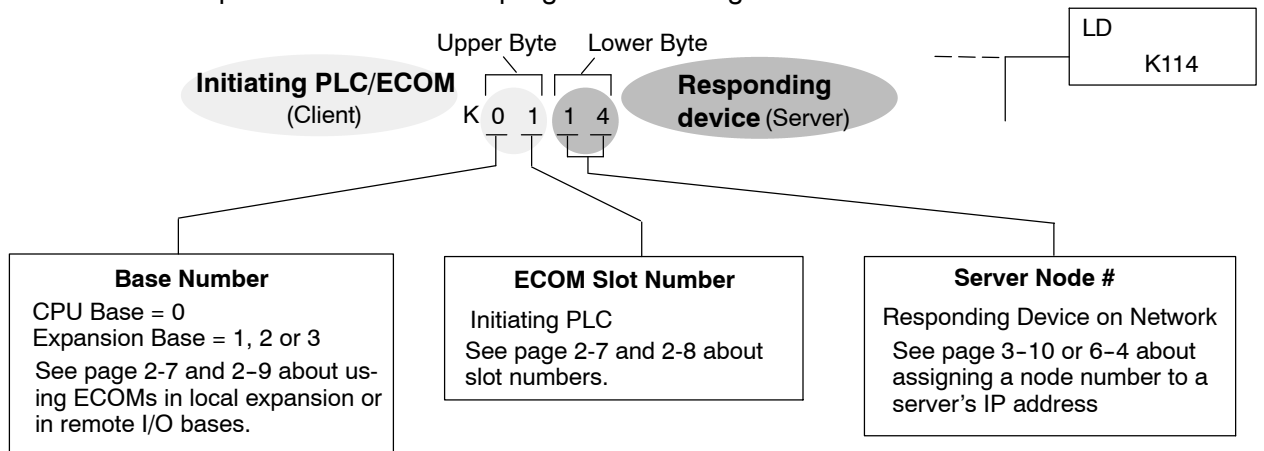 Upper Byte Lower Byte
LD
K114
Initiating PLC/ECOM
(Client)
K 0 1 1 4
Responding
device (Server)
Base Number
CPU Base = 0
Expansion Base = 1, 2 or 3
See page 2-7 and 2-9 about us-
ing ECOMs in local expansion or
in remote I/O bases.
ECOM Slot Number
Initiating PLC
See page 2-7 and 2-8 about
slot numbers.
Server Node #
Responding Device on Network
See page 3-10 or 6-4 about
assigning a node number to a
server's IP address